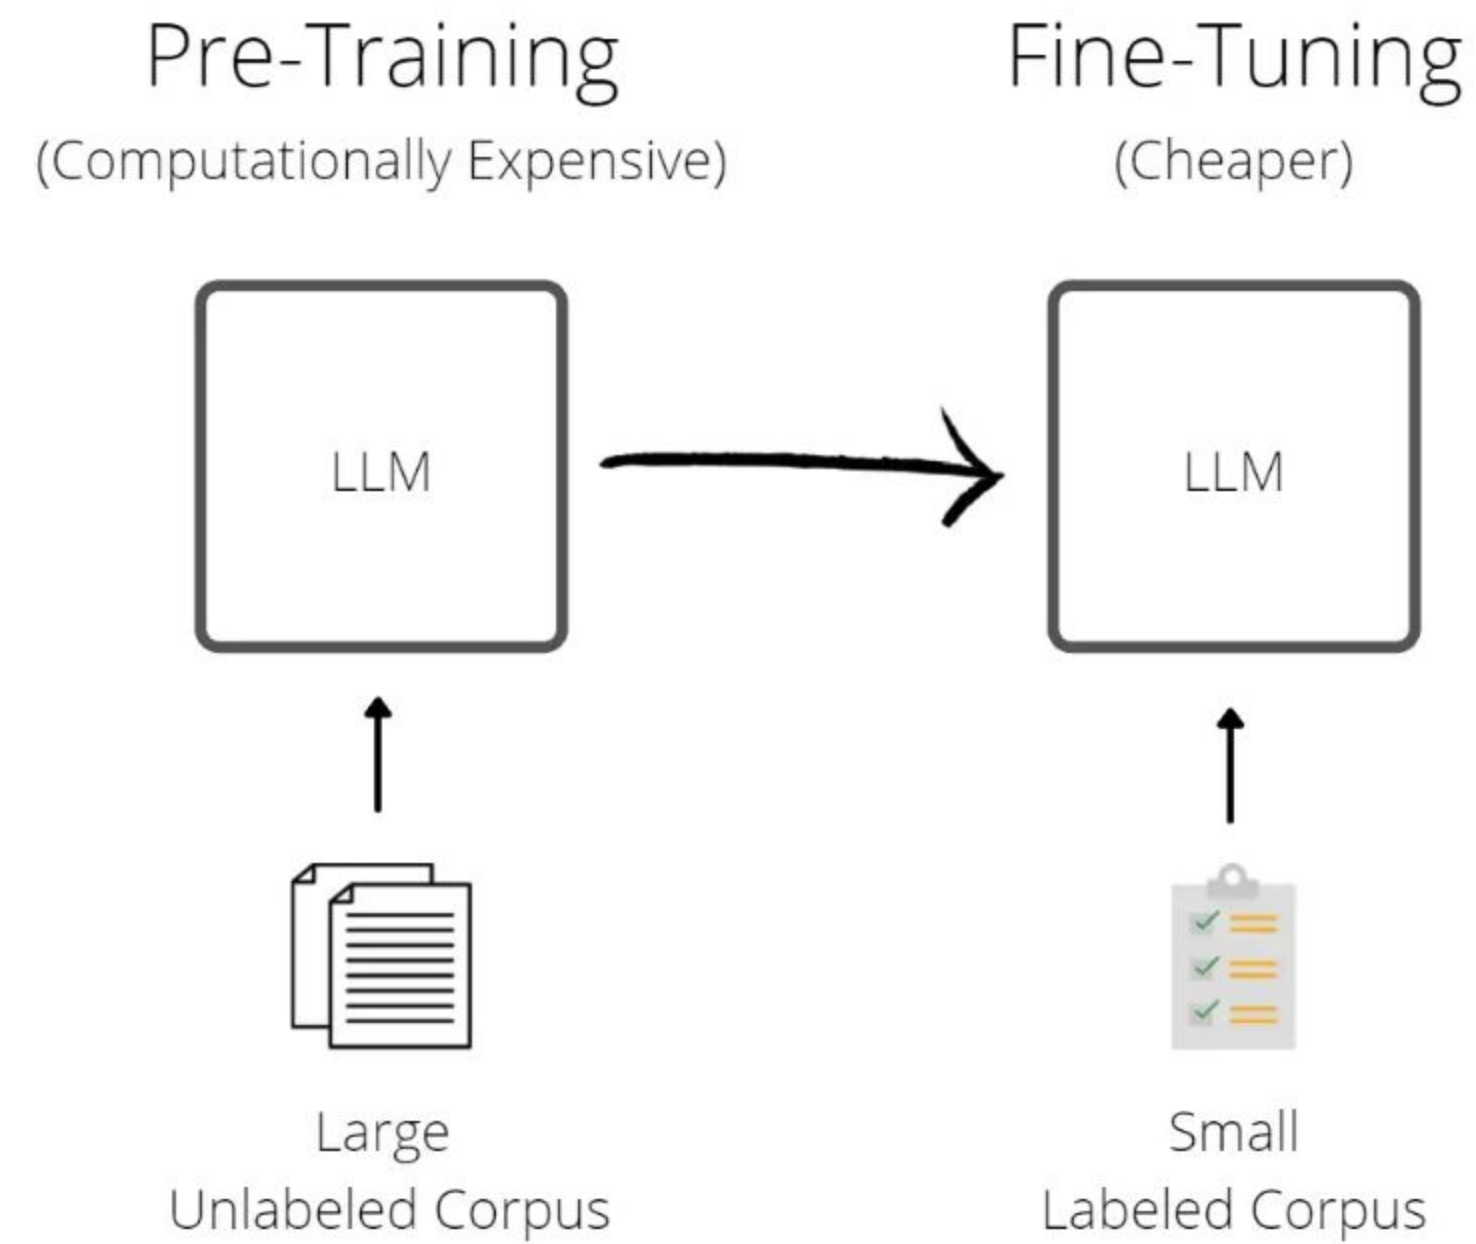 Pre-Training
(Computationally Expensive)
LLM
Large
Unlabeled Corpus
Fine-Tuning
(Cheaper)
LLM
Small
Labeled Corpus